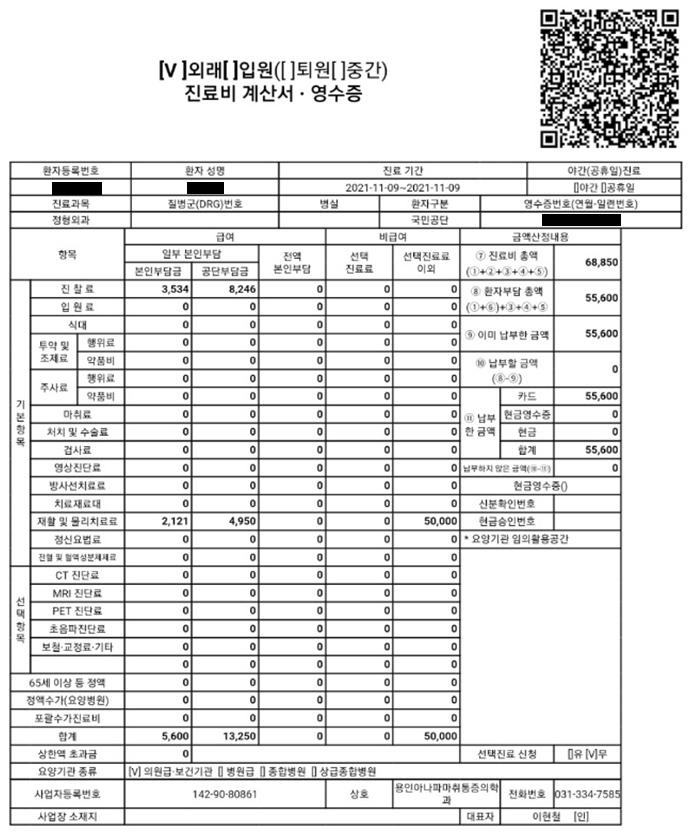 [V]외래[ ]입원([ ]퇴원[ ]중간)
진료비 계산서 · 영수증
환자등록번호 환자 성명 진료 기간 야간(공휴일)진료
2021-11-09~2021-11-09 []야간 []공휴일
진료과목 질병군(DRG)번호 병실 환자구분 영수증번호(연월-일련번호)
정형외과 국민공단
항목 급여 비급여 금액산정내용
일부 본인부담 전액 본인부담 선택 진료료 선택진료료 이외 ⑦ 진료비 총액 (①+②+③+④+⑤) 68,850
본인부담금 공단부담금
기본항목
진 찰 료 3,534 8,246 0 0 0 ⑧ 환자부담 총액 (①+⑥)+③+④+⑤ 55,600
입 원 료 0 0 0 0 0
식대 0 0 0 0 0 ⑨ 이미 납부한 금액 55,600
투약 및 조제료 행위료 0 0 0 0 0
약품비 0 0 0 0 0 ⑩ 납부할 금액 (⑧-⑨) 0
주사료 행위료 0 0 0 0 0
약품비 0 0 0 0 0 ⑪ 납부한 금액 카드 55,600
마취료 0 0 0 0 0 현금영수증 0
처치 및 수술료 0 0 0 0 0 현금 0
검사료 0 0 0 0 0 합계 55,600
영상진단료 0 0 0 0 0 납부하지 않은 금액(⑩-⑪) 0
방사선치료료 0 0 0 0 0 현금영수증()
치료재료대 0 0 0 0 0 신분확인번호
재활 및 물리치료료 2,121 4,950 0 0 50,000 현금승인번호
정신요법료 0 0 0 0 0 * 요양기관 임의활용공간
전혈 및 혈액성분제제료 0 0 0 0 0
선택항목
CT 진단료 0 0 0 0 0
MRI 진단료 0 0 0 0 0
PET 진단료 0 0 0 0 0
초음파진단료 0 0 0 0 0
보철·교정료·기타 0 0 0 0 0
0 0 0 0 0
65세 이상 등 정액 0 0 0 0 0
정액수가(요양병원) 0 0 0 0 0
포괄수가진료비 0 0 0 0 0
합계 5,600 13,250 0 0 50,000
상한액 초과금 0 선택진료 신청 []유 [V]무
요양기관 종류 [V] 의원급·보건기관 [] 병원급 [] 종합병원 [] 상급종합병원
사업자등록번호 142-90-80861 상호 용인아나파마취통증의학과 전화번호 031-334-7585
사업장 소재지 대표자 이현철 [인]